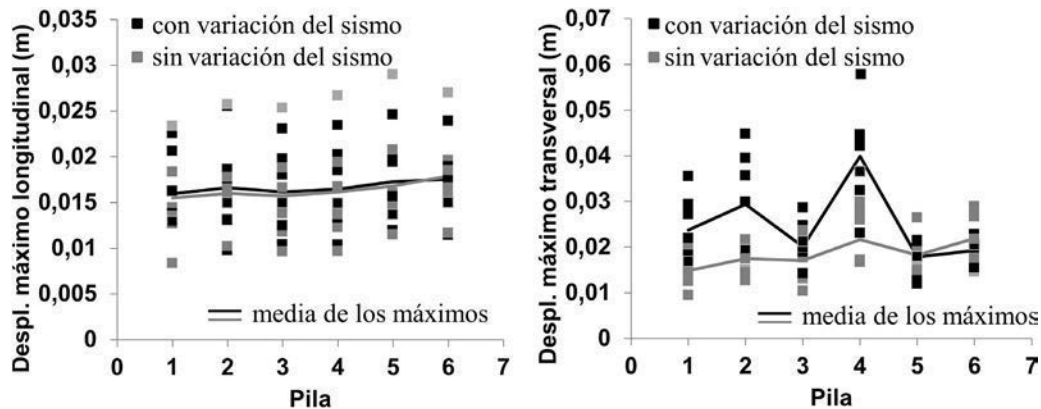 Despl. máximo longitudinal (m)
0,035
0,03
0,025
0,02
0,015
0,01
0,005
0
con variación del sismo
sin variación del sismo
media de los máximos
0 1 2 3 4 5 6 7
Pila
Despl. máximo transversal (m)
0,07
0,06
0,05
0,04
0,03
0,02
0,01
0
con variación del sismo
sin variación del sismo
media de los máximos
0 1 2 3 4 5 6 7
Pila